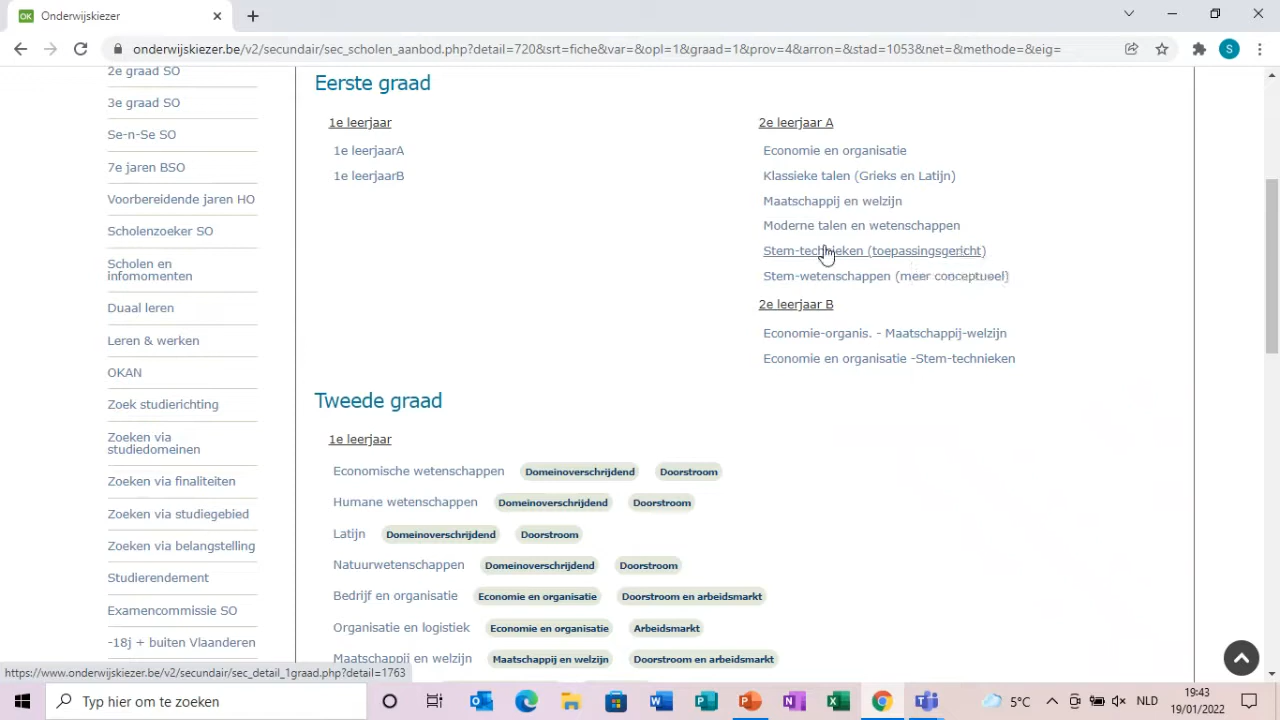 Onderwijskiezer
onderwijskiezer.be/v2/secundair/sec_scholen_aanbod.php?detail=720&srt=fiche&var=&opl=1&graad=1&prov=4&arron=&stad=1053&net=&methode=&eig=
S
2e graad SO
3e graad SO
Se-n-Se SO
7e jaren BSO
Voorbereidende jaren HO
Scholenzoeker SO
Scholen en
infomomenten
Duaal leren
Leren & werken
OKAN
Zoek studierichting
Zoeken via
studiedomeinen
Zoeken via finaliteiten
Zoeken via studiegebied
Zoeken via belangstelling
Studierendement
Examencommissie SO
-18j + buiten Vlaanderen
Eerste graad
1e leerjaar
1e leerjaarA
1e leerjaarB
2e leerjaar A
Economie en organisatie
Klassieke talen (Grieks en Latijn)
Maatschappij en welzijn
Moderne talen en wetenschappen
Stem-technieken (toepassingsgericht)
Stem-wetenschappen (meer conceptueel)
2e leerjaar B
Economie-organis. - Maatschappij-welzijn
Economie en organisatie -Stem-technieken
Tweede graad
1e leerjaar
Economische wetenschappen Domeinoverschrijdend Doorstroom
Humane wetenschappen Domeinoverschrijdend Doorstroom
Latijn Domeinoverschrijdend Doorstroom
Natuurwetenschappen Domeinoverschrijdend Doorstroom
Bedrijf en organisatie Economie en organisatie Doorstroom en arbeidsmarkt
Organisatie en logistiek Economie en organisatie Arbeidsmarkt
Maatschappij en welzijn Maatschappij en welzijn Doorstroom en arbeidsmarkt
https://www.onderwijskiezer.be/v2/secundair/sec_detail_1graad.php?detail=1763
Typ hier om te zoeken
5°C
NLD
19:43
19/01/2022